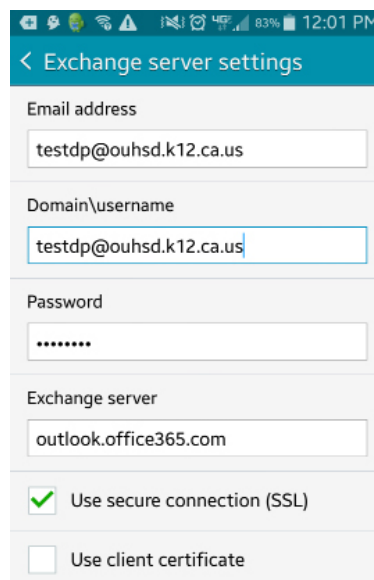 4G 83% 12:01 PM
< Exchange server settings
Email address
testdp@ouhsd.k12.ca.us
Domain\username
testdp@ouhsd.k12.ca.us
Password
••••••••
Exchange server
outlook.office365.com
Use secure connection (SSL)
Use client certificate